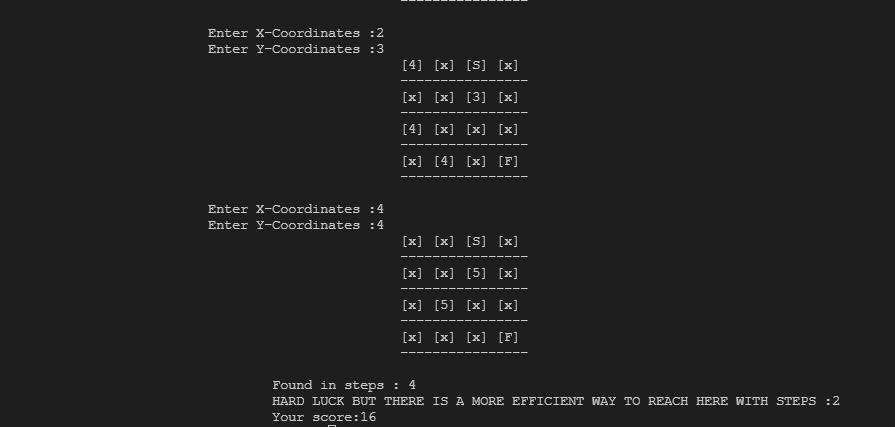 ----------------
Enter X-Coordinates :2
Enter Y-Coordinates :3
[4] [x] [S] [x]
----------------
[x] [x] [3] [x]
----------------
[4] [x] [x] [x]
----------------
[x] [4] [x] [F]
----------------
Enter X-Coordinates :4
Enter Y-Coordinates :4
[x] [x] [S] [x]
----------------
[x] [x] [5] [x]
----------------
[x] [5] [x] [x]
----------------
[x] [x] [x] [F]
----------------
Found in steps : 4
HARD LUCK BUT THERE IS A MORE EFFICIENT WAY TO REACH HERE WITH STEPS :2
Your score:16